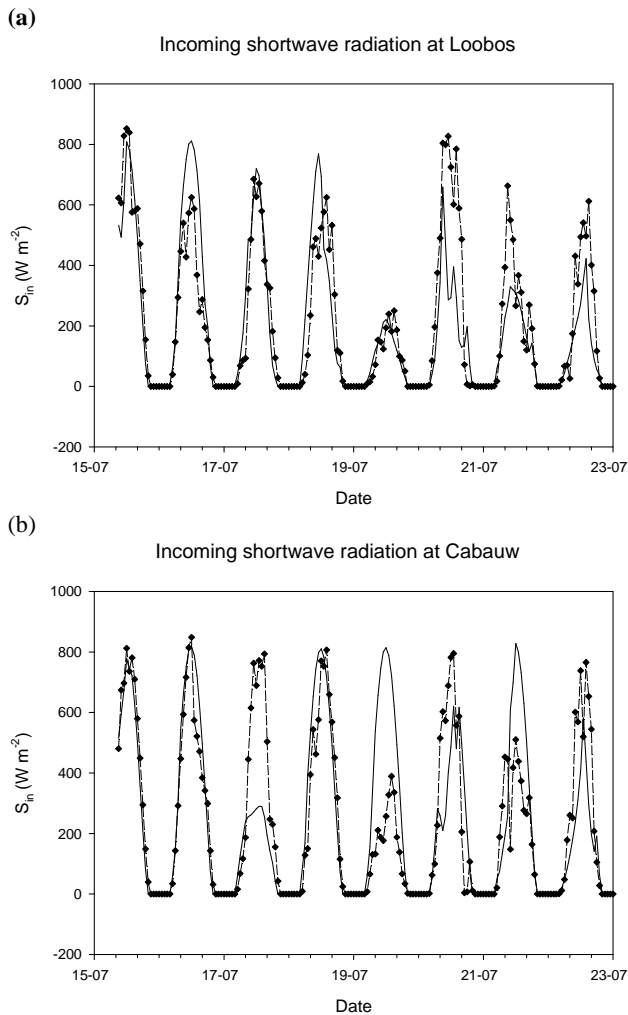 (a)
Incoming shortwave radiation at Loobos
1000
800
600
400
200
0
-200
S_in (W m^-2)
15-07 17-07 19-07 21-07 23-07
Date
(b)
Incoming shortwave radiation at Cabauw
1000
800
600
400
200
0
-200
S_in (W m^-2)
15-07 17-07 19-07 21-07 23-07
Date